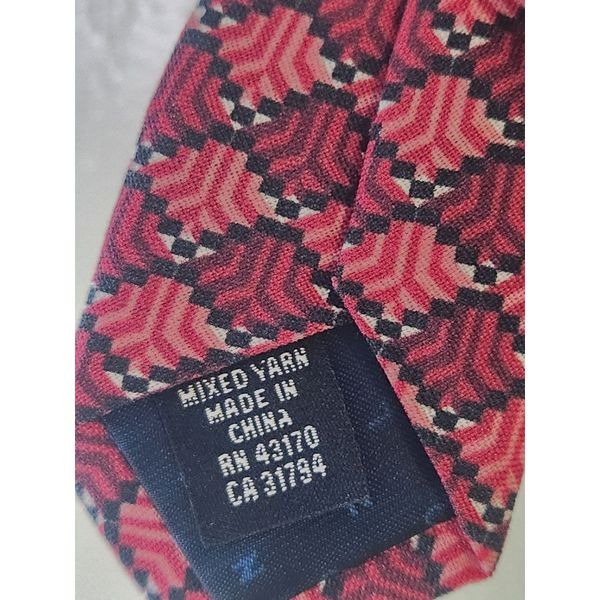 MIXED YARN
MADE IN
CHINA
RN 43170
CA 31794